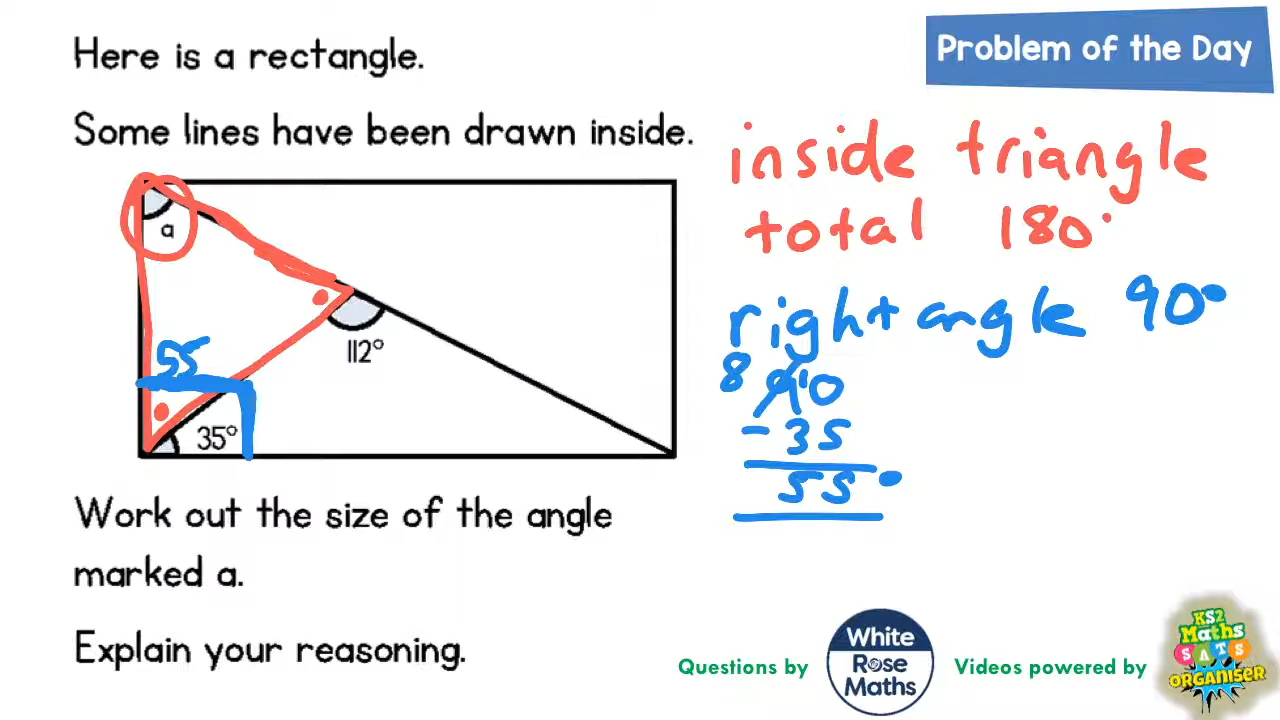 Here is a rectangle.
Problem of the Day
Some lines have been drawn inside.
inside triangle
total 180°
right angle 90°
a
112°
55
35°
8 9 10
- 35
55°
Work out the size of the angle
marked a.
Explain your reasoning.
Questions by
White
Rose
Maths
Videos powered by
KS2
Maths
SATS
ORGANISER